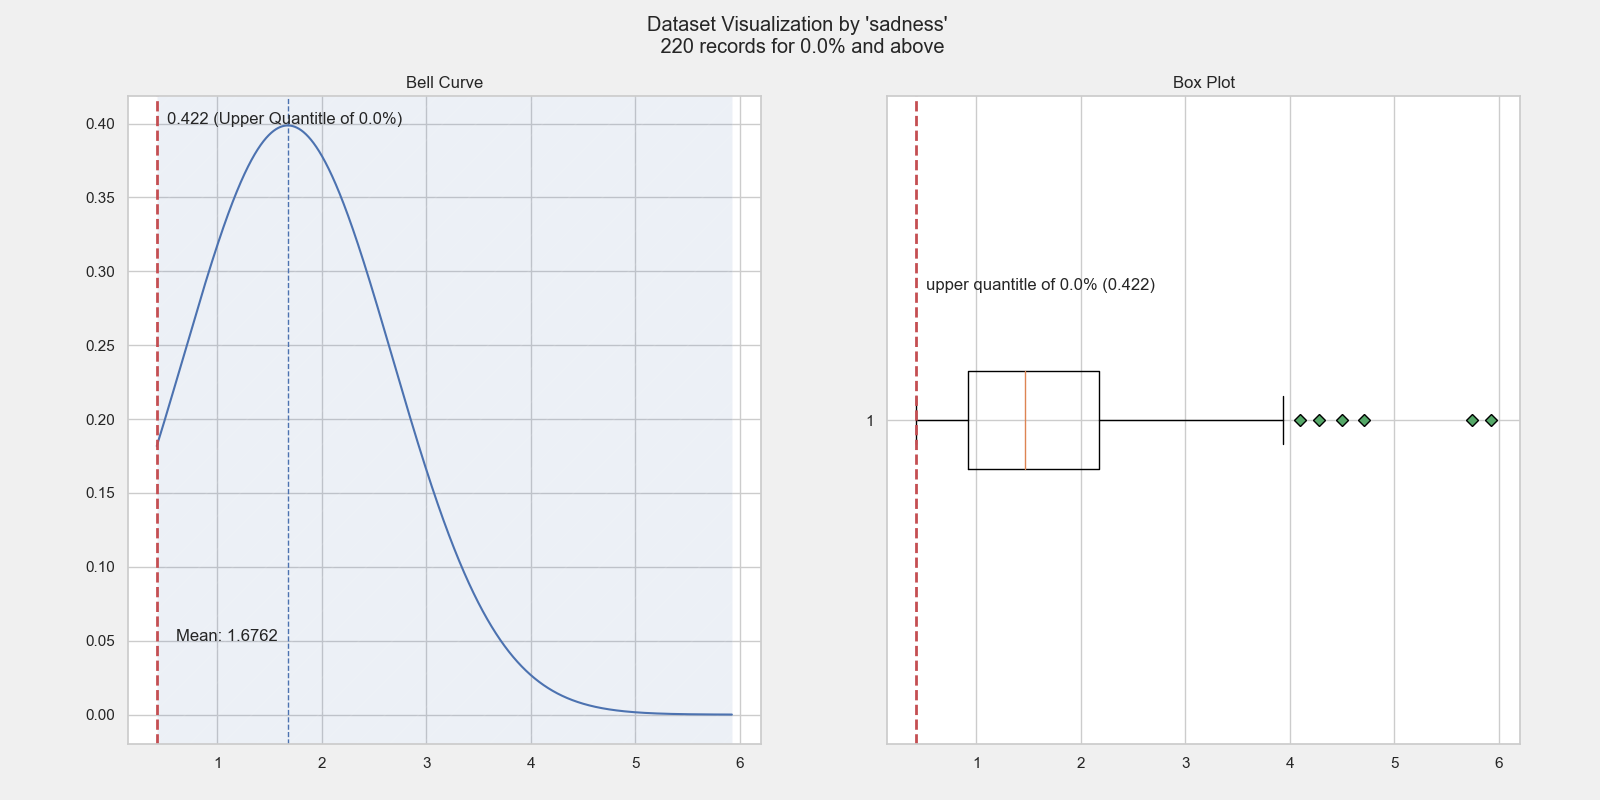 Dataset Visualization by 'sadness'
220 records for 0.0% and above
Bell Curve
0.40
0.35
0.30
0.25
0.20
0.15
0.10
0.05
0.00
0.422 (Upper Quantitle of 0.0%)
Mean: 1.6762
1 2 3 4 5 6
Box Plot
upper quantitle of 0.0% (0.422)
1
1 2 3 4 5 6